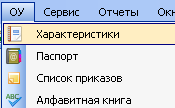 ОУ Сервис Отчеты
Характеристики
Паспорт
Список приказов
Алфавитная книга